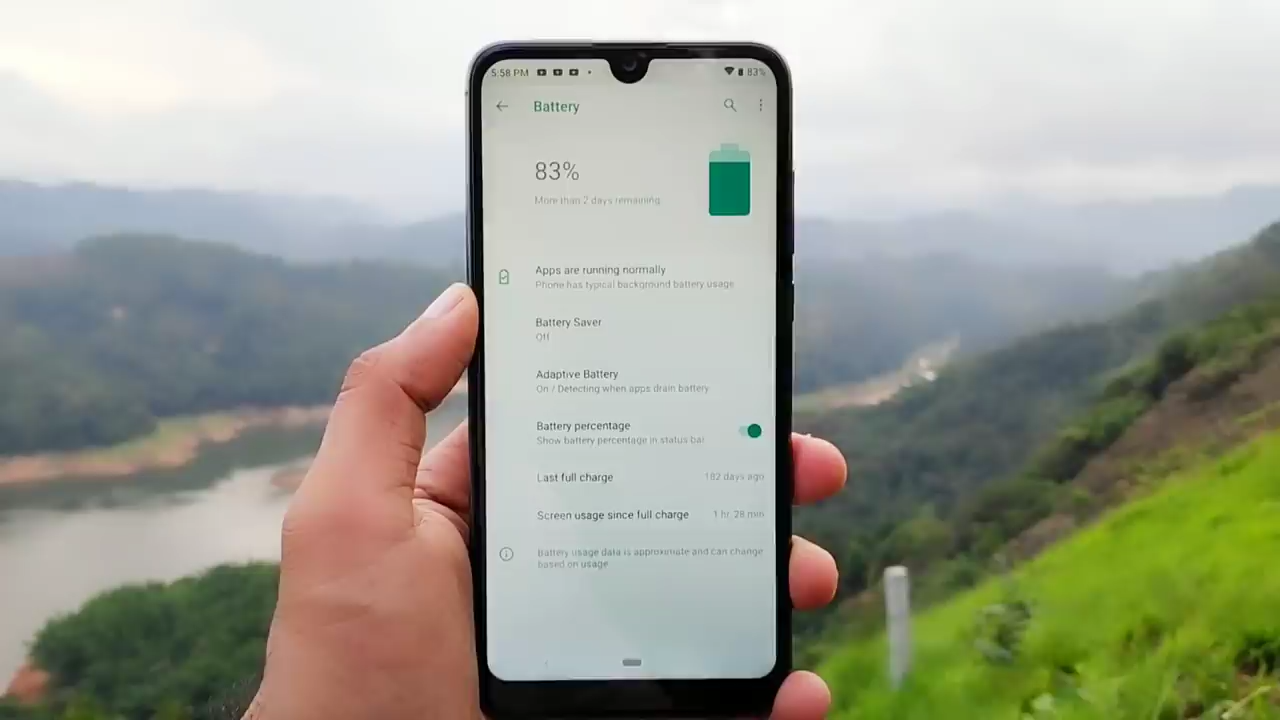 5:58 PM 83%
Battery
83%
More than 2 days remaining
Apps are running normally
Phone has typical background battery usage
Battery Saver
Off
Adaptive Battery
On / Detecting when apps drain battery
Battery percentage
Show battery percentage in status bar
Last full charge 182 days ago
Screen usage since full charge 1 hr, 28 min
Battery usage data is approximate and can change
based on usage